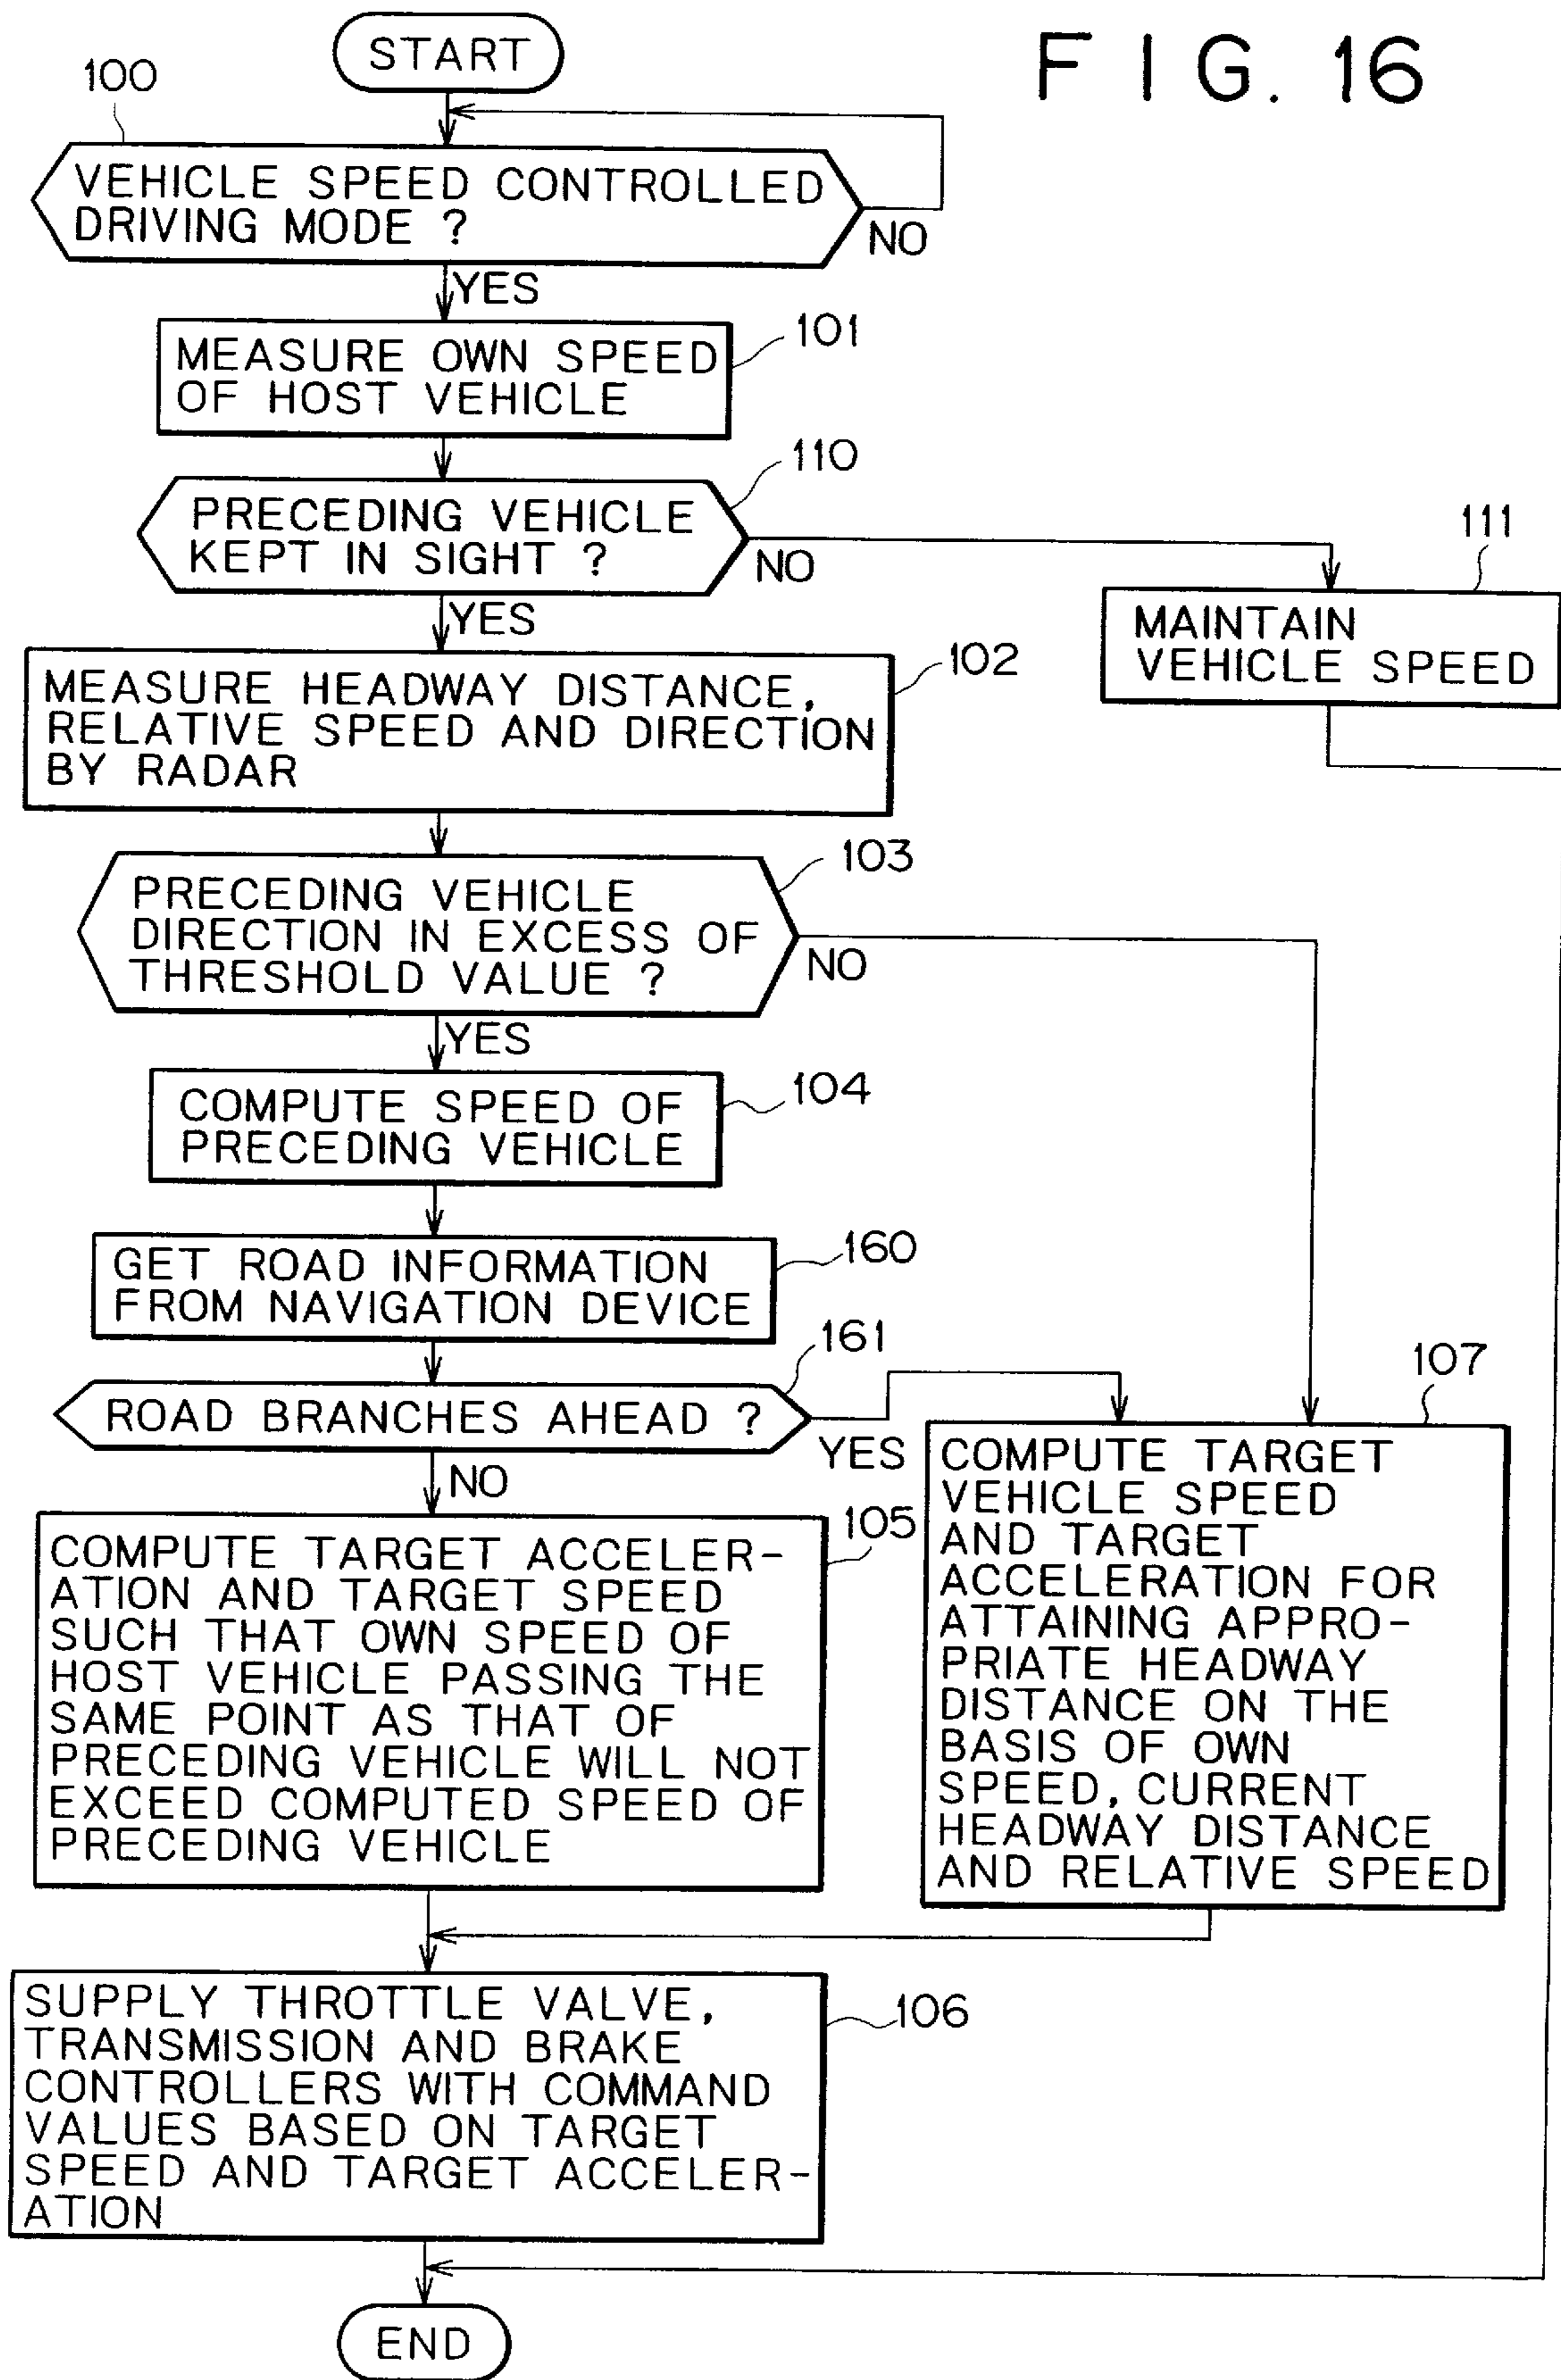 FIG. 16
START
100
VEHICLE SPEED CONTROLLED
DRIVING MODE ?
NO
YES
101
MEASURE OWN SPEED
OF HOST VEHICLE
110
PRECEDING VEHICLE
KEPT IN SIGHT ?
NO
YES
111
MAINTAIN
VEHICLE SPEED
102
MEASURE HEADWAY DISTANCE,
RELATIVE SPEED AND DIRECTION
BY RADAR
103
PRECEDING VEHICLE
DIRECTION IN EXCESS OF
THRESHOLD VALUE ?
NO
YES
104
COMPUTE SPEED OF
PRECEDING VEHICLE
160
GET ROAD INFORMATION
FROM NAVIGATION DEVICE
161
ROAD BRANCHES AHEAD ?
YES
NO
107
COMPUTE TARGET
VEHICLE SPEED
AND TARGET
ACCELERATION FOR
ATTAINING APPRO-
PRIATE HEADWAY
DISTANCE ON THE
BASIS OF OWN
SPEED, CURRENT
HEADWAY DISTANCE
AND RELATIVE SPEED
105
COMPUTE TARGET ACCELER-
ATION AND TARGET SPEED
SUCH THAT OWN SPEED OF
HOST VEHICLE PASSING THE
SAME POINT AS THAT OF
PRECEDING VEHICLE WILL NOT
EXCEED COMPUTED SPEED OF
PRECEDING VEHICLE
106
SUPPLY THROTTLE VALVE,
TRANSMISSION AND BRAKE
CONTROLLERS WITH COMMAND
VALUES BASED ON TARGET
SPEED AND TARGET ACCELER-
ATION
END